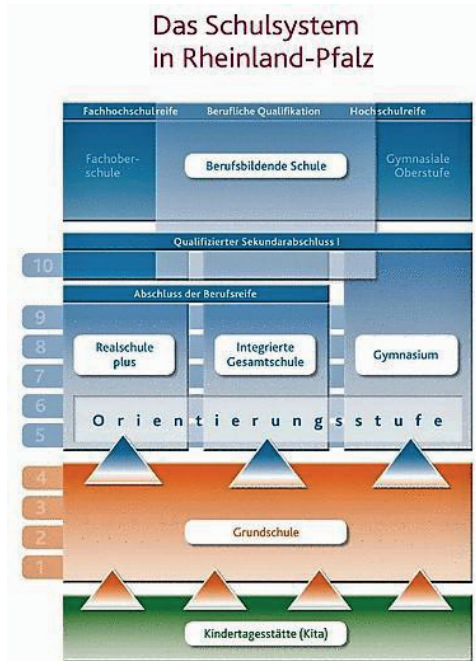 Das Schulsystem
in Rheinland-Pfalz
Fachhochschulreife Berufliche Qualifikation Hochschulreife
Fachober-
schule
Berufsbildende Schule
Gymnasiale
Oberstufe
Qualifizierter Sekundarabschluss I
10
Abschluss der Berufsreife
9
8
7
Realschule
plus
Integrierte
Gesamtschule
Gymnasium
6
5
Orientierungsstufe
4
3
2
1
Grundschule
Kindertagesstätte (Kita)